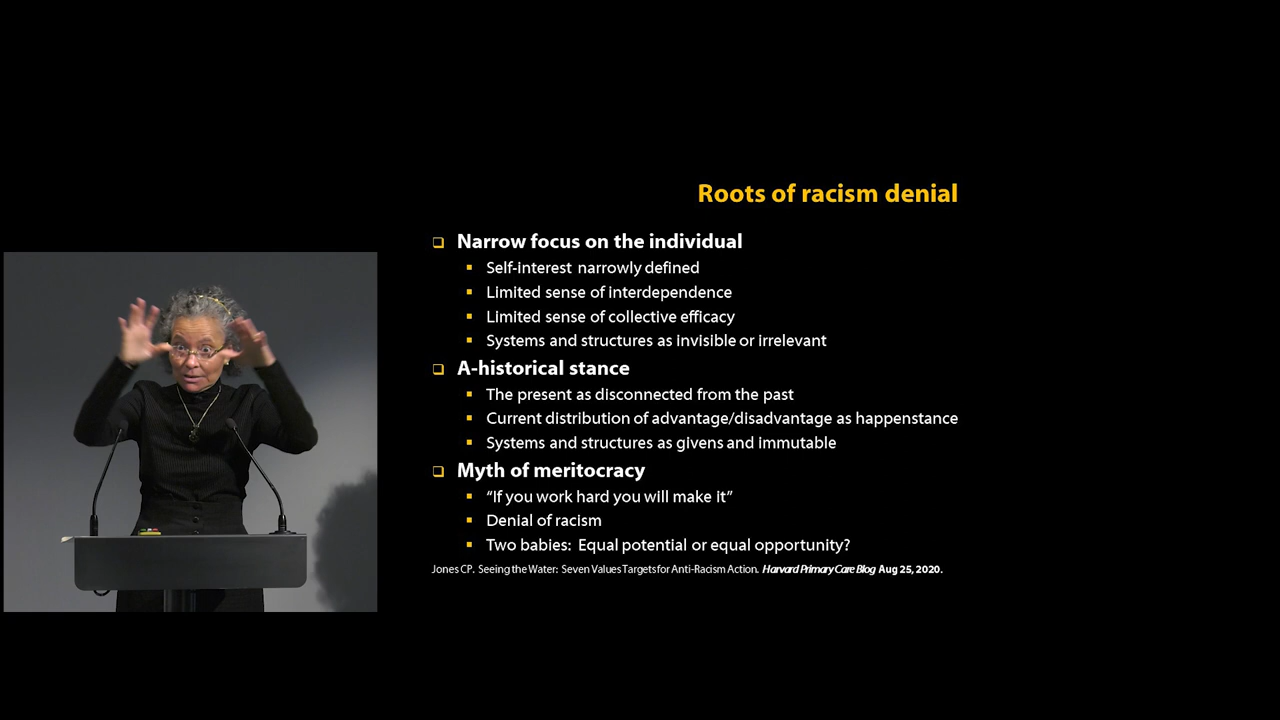 Roots of racism denial
Narrow focus on the individual
Self-interest narrowly defined
Limited sense of interdependence
Limited sense of collective efficacy
Systems and structures as invisible or irrelevant
A-historical stance
The present as disconnected from the past
Current distribution of advantage/disadvantage as happenstance
Systems and structures as givens and immutable
Myth of meritocracy
“If you work hard you will make it”
Denial of racism
Two babies: Equal potential or equal opportunity?
Jones CP. Seeing the Water: Seven Values Targets for Anti-Racism Action. Harvard Primary Care Blog Aug 25, 2020.